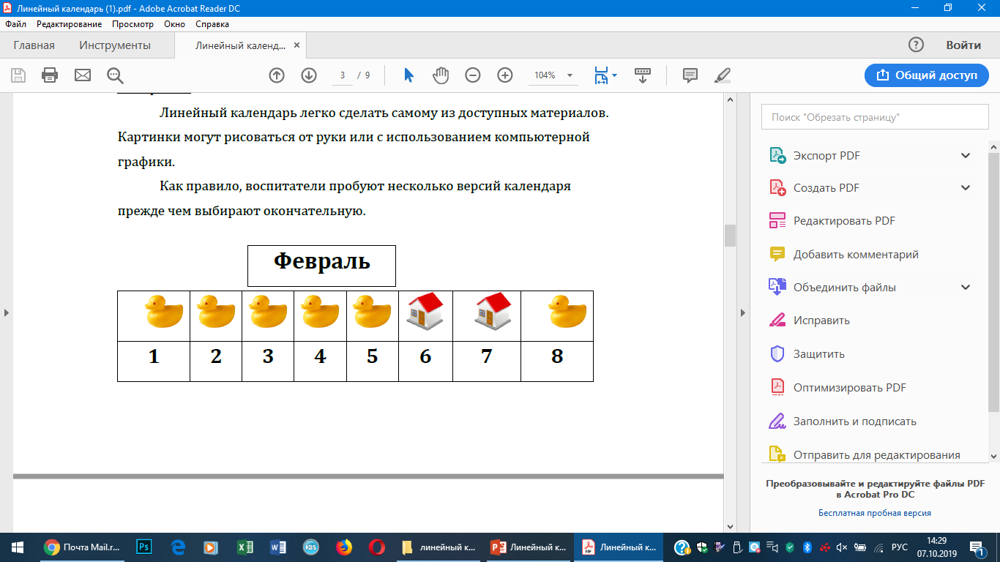 Линейный календарь (1).pdf - Adobe Acrobat Reader DC
Файл Редактирование Просмотр Окно Справка
Главная Инструменты Линейный календ... ×
Войти
3 / 9 104% Общий доступ
Линейный календарь легко сделать самому из доступных материалов.
Картинки могут рисоваться от руки или с использованием компьютерной
графики.
Как правило, воспитатели пробуют несколько версий календаря
прежде чем выбирают окончательную.
Февраль
1 2 3 4 5 6 7 8
Поиск "Обрезать страницу"
Экспорт PDF
Создать PDF
Редактировать PDF
Добавить комментарий
Объединить файлы
Исправить
Защитить
Оптимизировать PDF
Заполнить и подписать
Отправить для редактирования
Преобразовывайте и редактируйте файлы PDF
в Acrobat Pro DC
Бесплатная пробная версия
Почта Mail.r... Ps KBS линейный к... Линейный к... Линейный к... РУС 14:29
07.10.2019 1